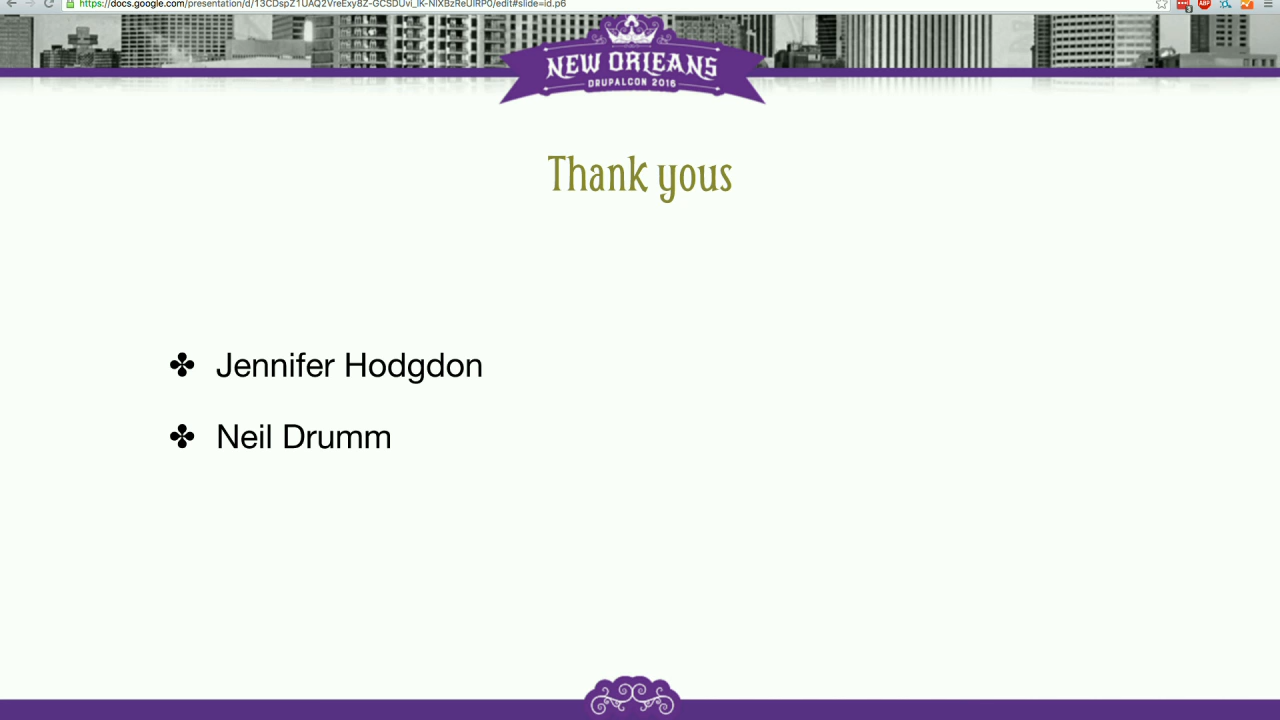 https://docs.google.com/presentation/d/13CDspZ1UAQ2VreExy8Z-GCSDUvi_lK-NlXBzReUlRP0/edit#slide=id.p6
NEW ORLEANS
DRUPALCON 2016
Thank yous
✤ Jennifer Hodgdon
✤ Neil Drumm